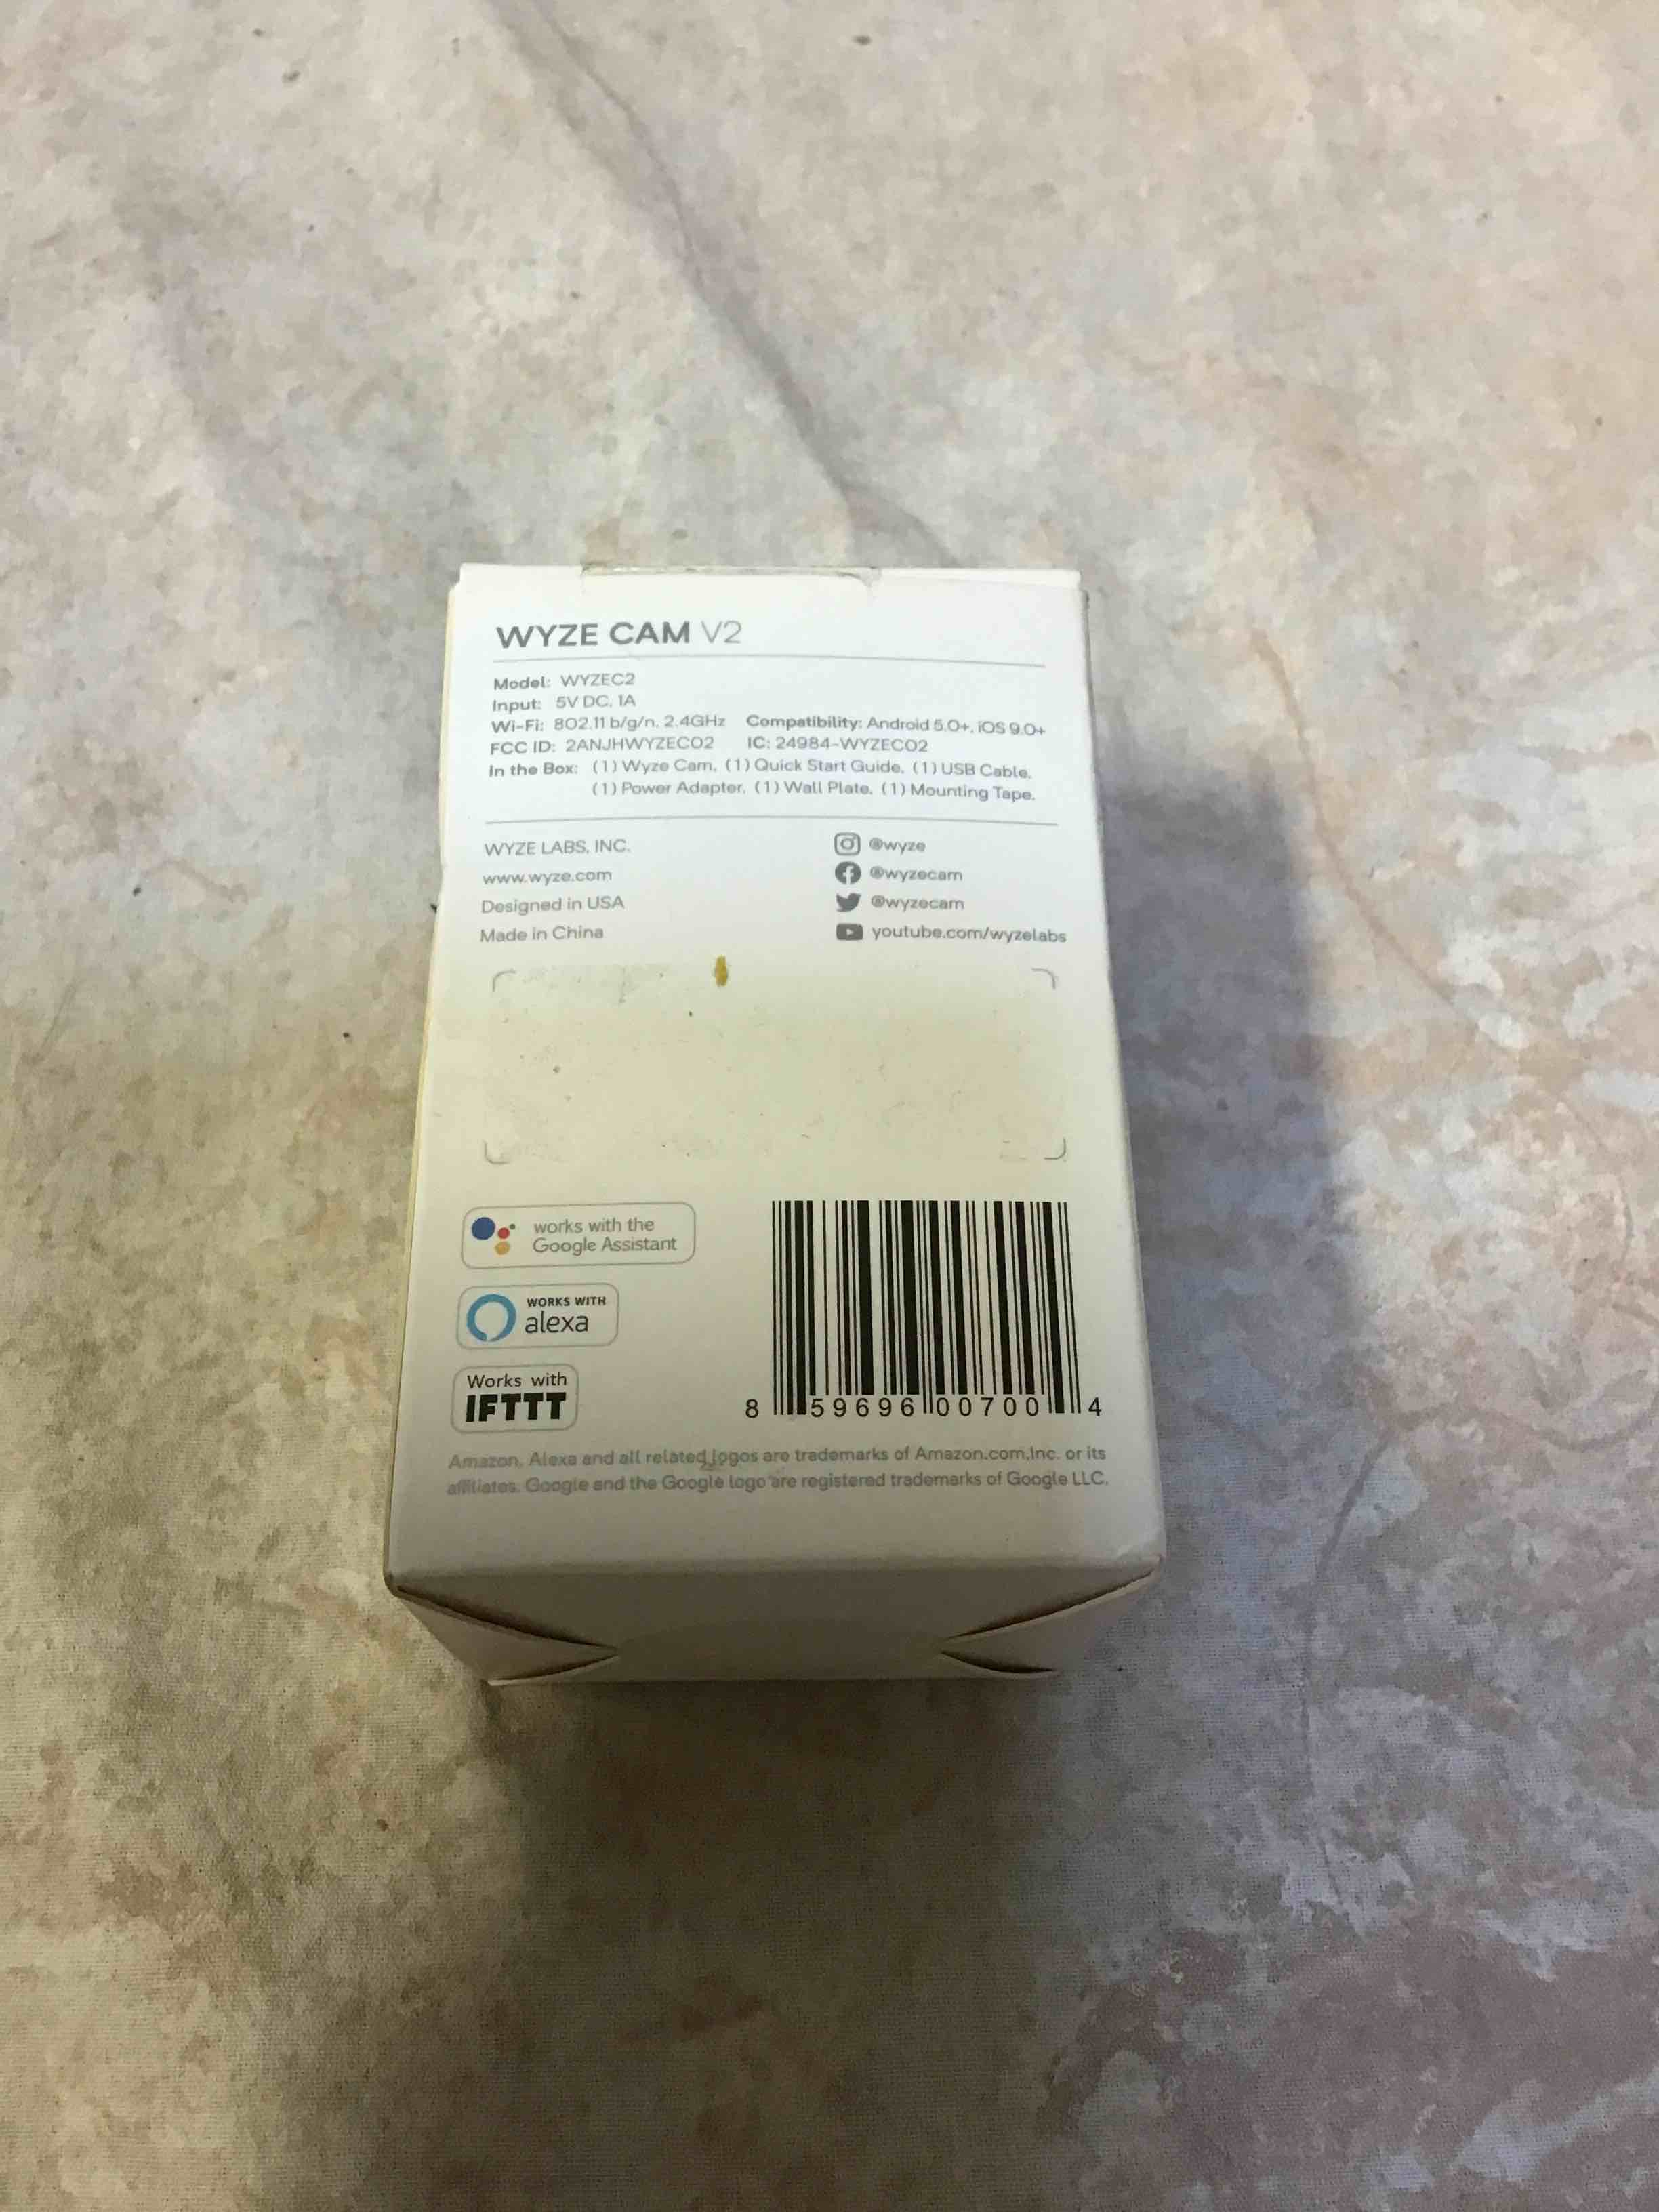 WYZE CAM V2
Model: WYZEC2
Input: 5V DC, 1A
Wi-Fi: 802.11 b/g/n, 2.4GHz Compatibility: Android 5.0+, iOS 9.0+
FCC ID: 2ANJHWYZEC02 IC: 24984-WYZEC02
In the Box: (1) Wyze Cam, (1) Quick Start Guide, (1) USB Cable,
(1) Power Adapter, (1) Wall Plate, (1) Mounting Tape.
WYZE LABS, INC.
www.wyze.com
Designed in USA
Made in China
@wyze
@wyzecam
@wyzecam
youtube.com/wyzelabs
works with the
Google Assistant
WORKS WITH
alexa
Works with
IFTTT
8 59696 00700 4
Amazon, Alexa and all related logos are trademarks of Amazon.com,Inc. or its
affiliates. Google and the Google logo are registered trademarks of Google LLC.